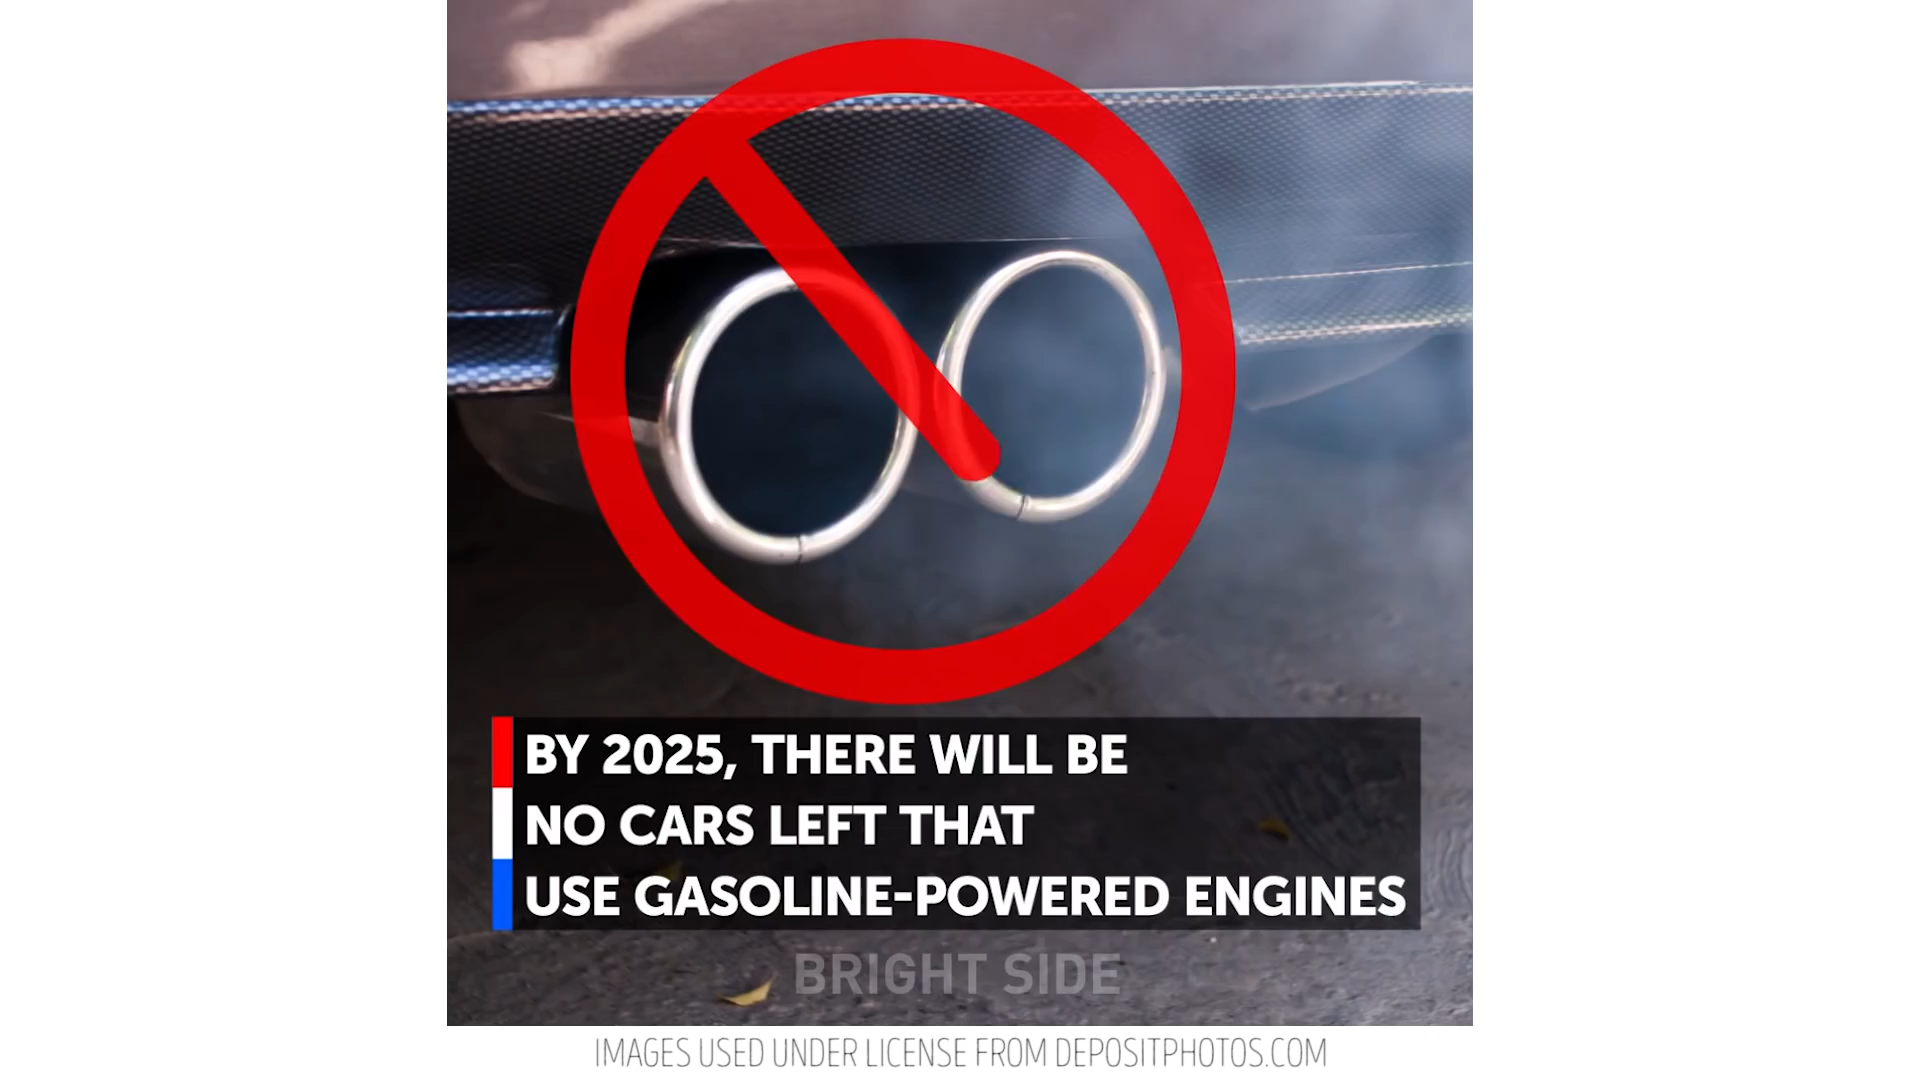 BY 2025, THERE WILL BE
NO CARS LEFT THAT
USE GASOLINE-POWERED ENGINES
BRIGHT SIDE
IMAGES USED UNDER LICENSE FROM DEPOSITPHOTOS.COM